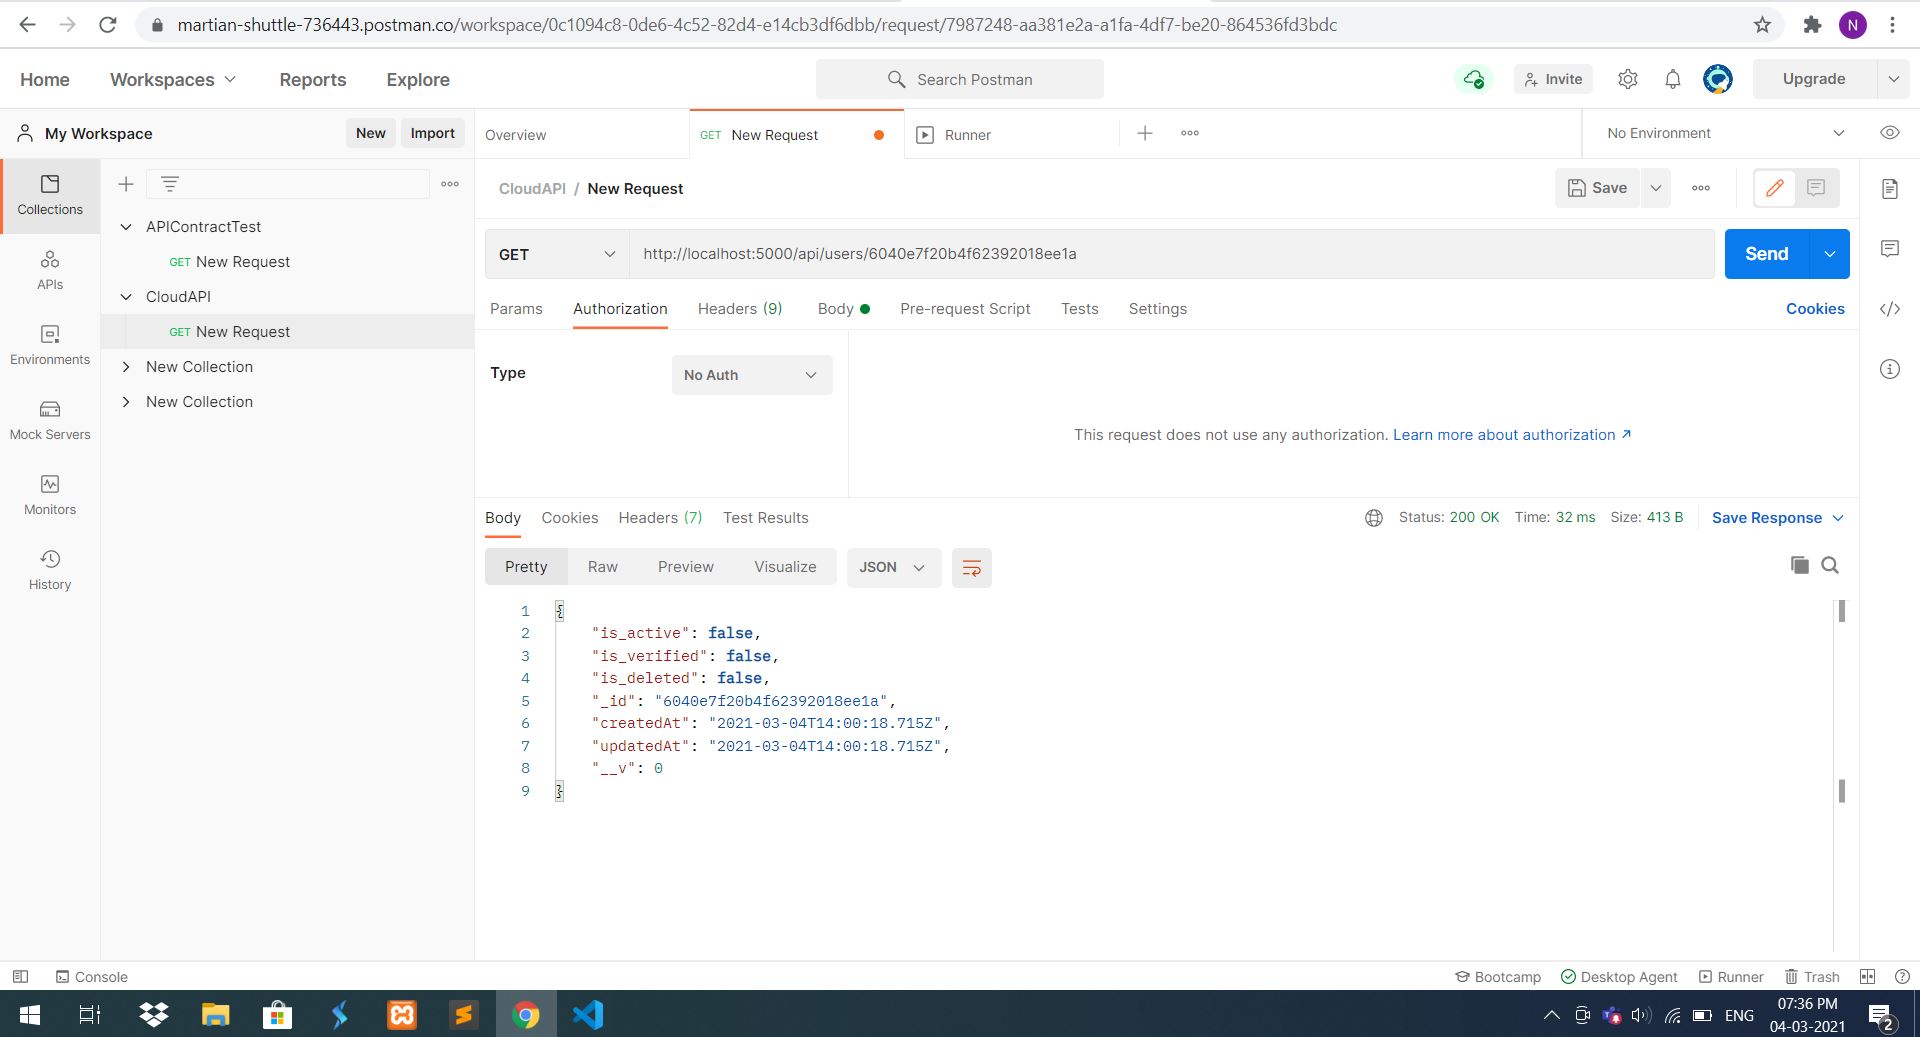 martian-shuttle-736443.postman.co/workspace/0c1094c8-0de6-4c52-82d4-e14cb3df6dbb/request/7987248-aa381e2a-a1fa-4df7-be20-864536fd3bdc
N
Home Workspaces Reports Explore Search Postman Invite Upgrade
My Workspace New Import Overview GET New Request Runner No Environment
Collections
APIs
Environments
Mock Servers
Monitors
History
APIContractTest
GET New Request
CloudAPI
GET New Request
New Collection
New Collection
CloudAPI / New Request Save
GET http://localhost:5000/api/users/6040e7f20b4f62392018ee1a Send
Params Authorization Headers (9) Body Pre-request Script Tests Settings Cookies
Type No Auth
This request does not use any authorization. Learn more about authorization ↗
Body Cookies Headers (7) Test Results Status: 200 OK Time: 32 ms Size: 413 B Save Response
Pretty Raw Preview Visualize JSON
1 {
2 "is_active": false,
3 "is_verified": false,
4 "is_deleted": false,
5 "_id": "6040e7f20b4f62392018ee1a",
6 "createdAt": "2021-03-04T14:00:18.715Z",
7 "updatedAt": "2021-03-04T14:00:18.715Z",
8 "__v": 0
9 }
Console Bootcamp Desktop Agent Runner Trash
ENG 07:36 PM
04-03-2021
2